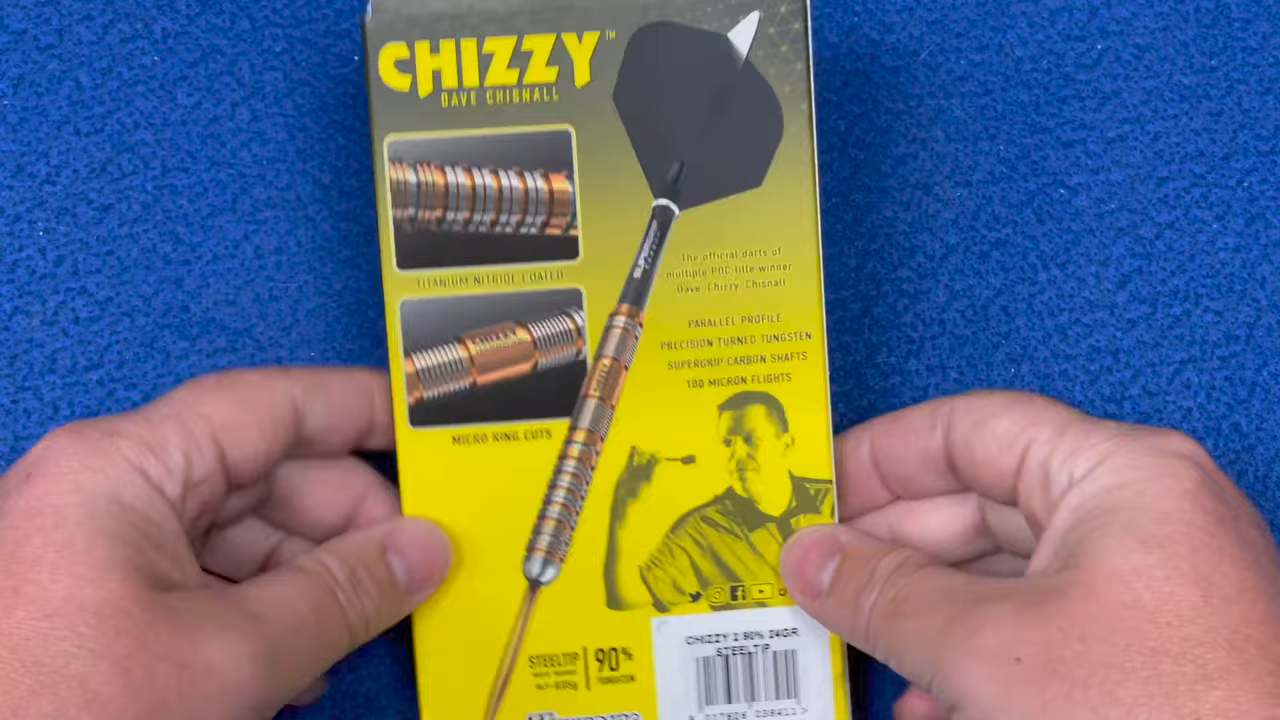 CHIZZY™
DAVE CHISNALL
TITANIUM NITRIDE COATED
MICRO RING CUTS
SUPERGRIP
CHIZZY
The official darts of
multiple PDC title winner
Dave 'Chizzy' Chisnall
PARALLEL PROFILE
PRECISION TURNED TUNGSTEN
SUPERGRIP CARBON SHAFTS
100 MICRON FLIGHTS
STEELTIP
90%
TUNGSTEN
CHIZZY 2 90% 24GR
STEELTIP